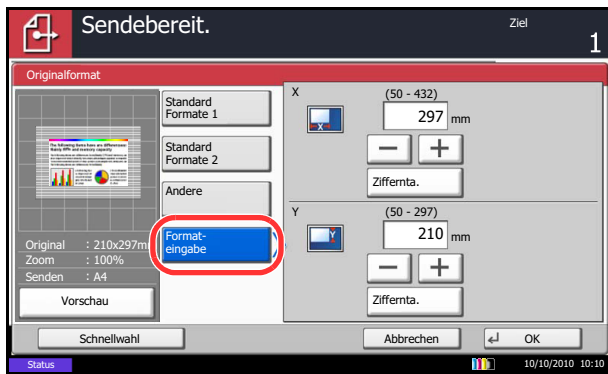 Sendebereit.
Ziel
1
Originalformat
Standard
Formate 1
Standard
Formate 2
Andere
Format-
eingabe
Original : 210x297m
Zoom : 100%
Senden : A4
Vorschau
X
(50 - 432)
297 mm
X
Ziffernta.
Y
(50 - 297)
210 mm
Y
Ziffernta.
Schnellwahl
Abbrechen
OK
Status
10/10/2010 10:10